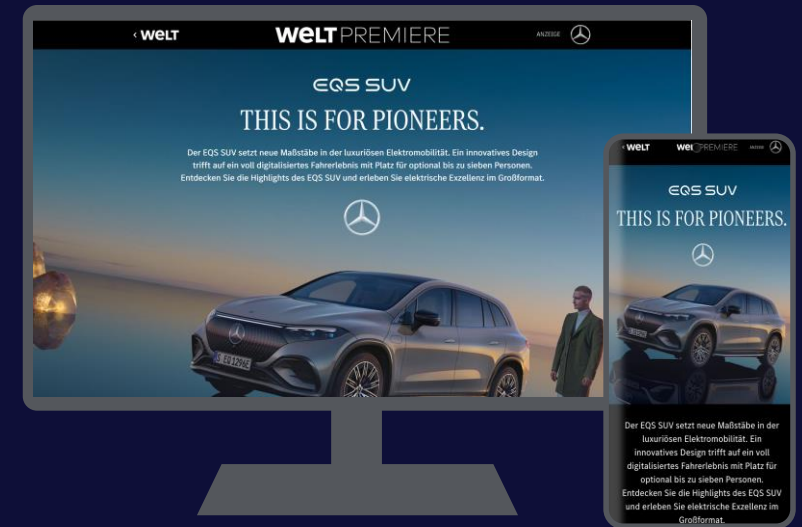 ‹ WELT
WELTPREMIERE
ANZEIGE
EQS SUV
THIS IS FOR PIONEERS.
Der EQS SUV setzt neue Maßstäbe in der luxuriösen Elektromobilität. Ein innovatives Design
trifft auf ein voll digitalisiertes Fahrerlebnis mit Platz für optional bis zu sieben Personen.
Entdecken Sie die Highlights des EQS SUV und erleben Sie elektrische Exzellenz im Großformat.
‹ WELT
WELTPREMIERE
ANZEIGE
EQS SUV
THIS IS FOR PIONEERS.
Der EQS SUV setzt neue Maßstäbe in der
luxuriösen Elektromobilität. Ein
innovatives Design trifft auf ein voll
digitalisiertes Fahrerlebnis mit Platz für
optional bis zu sieben Personen.
Entdecken Sie die Highlights des EQS SUV
und erleben Sie elektrische Exzellenz im
Großformat.